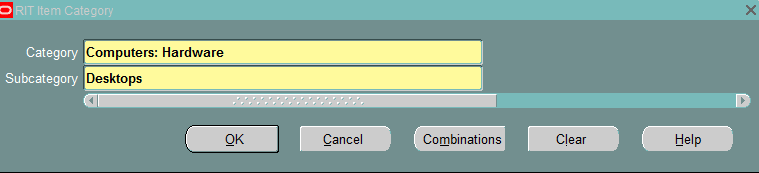 RIT Item Category
Category Computers: Hardware
Subcategory Desktops
OK Cancel Combinations Clear Help